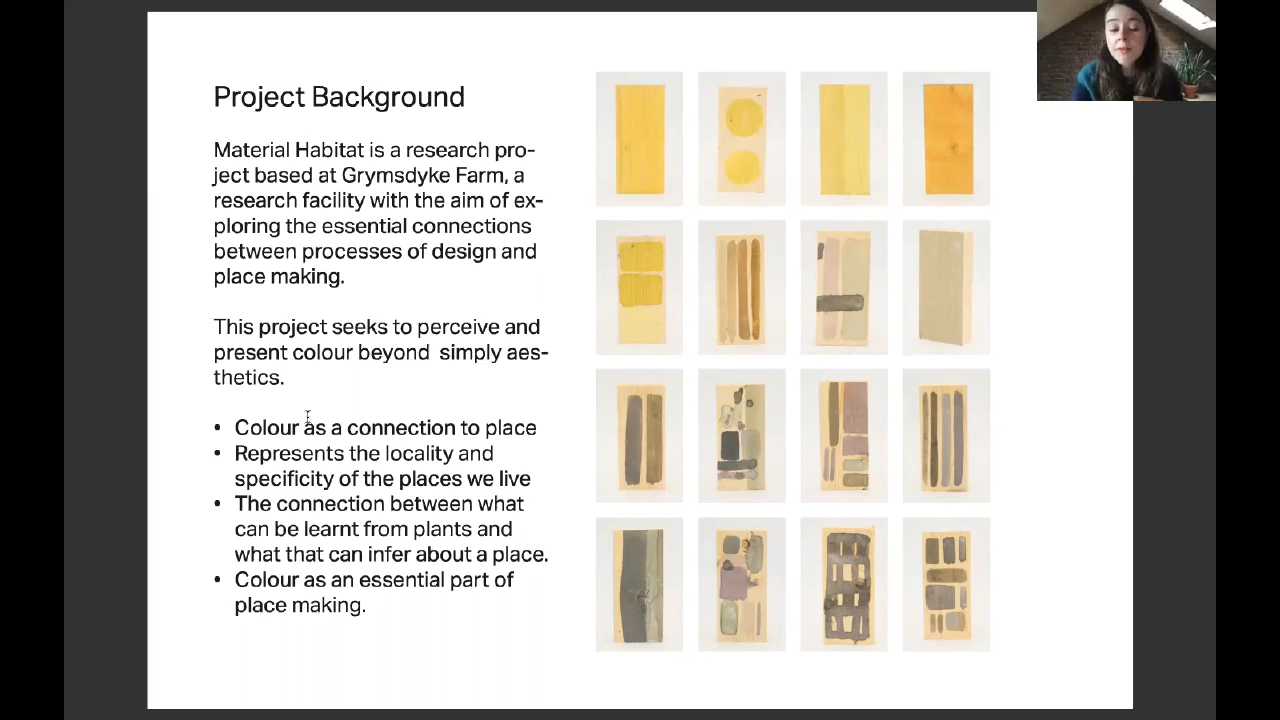 Project Background
Material Habitat is a research pro-
ject based at Grymsdyke Farm, a
research facility with the aim of ex-
ploring the essential connections
between processes of design and
place making.
This project seeks to perceive and
present colour beyond  simply aes-
thetics.
• Colour as a connection to place
• Represents the locality and
specificity of the places we live
• The connection between what
can be learnt from plants and
what that can infer about a place.
• Colour as an essential part of
place making.